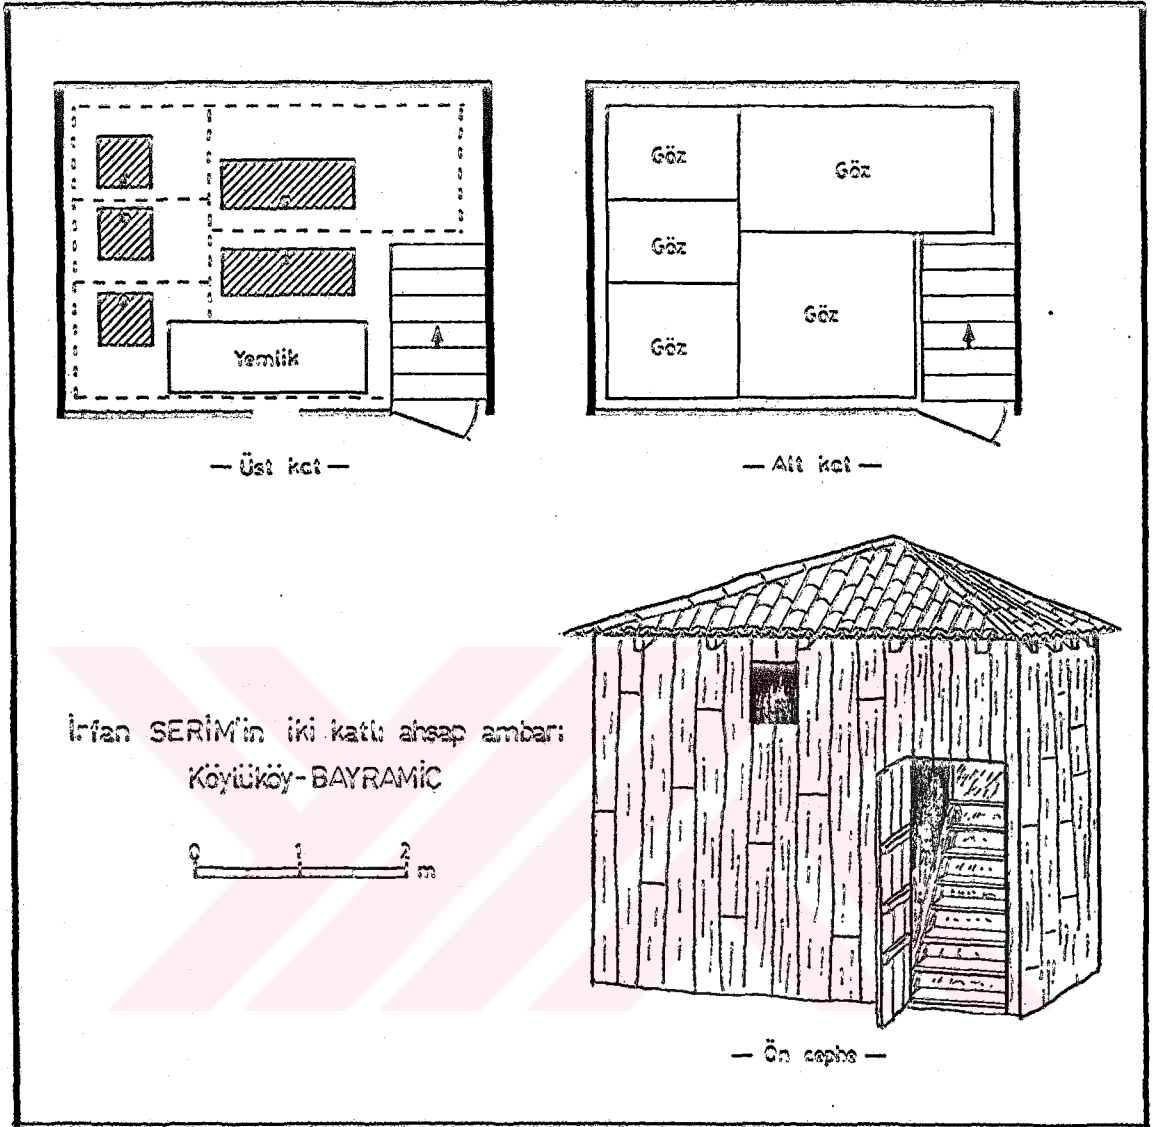 Göz
Göz
Göz
Göz
Göz
Yemlik
— Üst kat —
— Alt kat —
İrfan SERİM'in iki katlı ahşap ambarı
Köylüköy-BAYRAMİÇ
0 1 2 m
— Ön cephe —